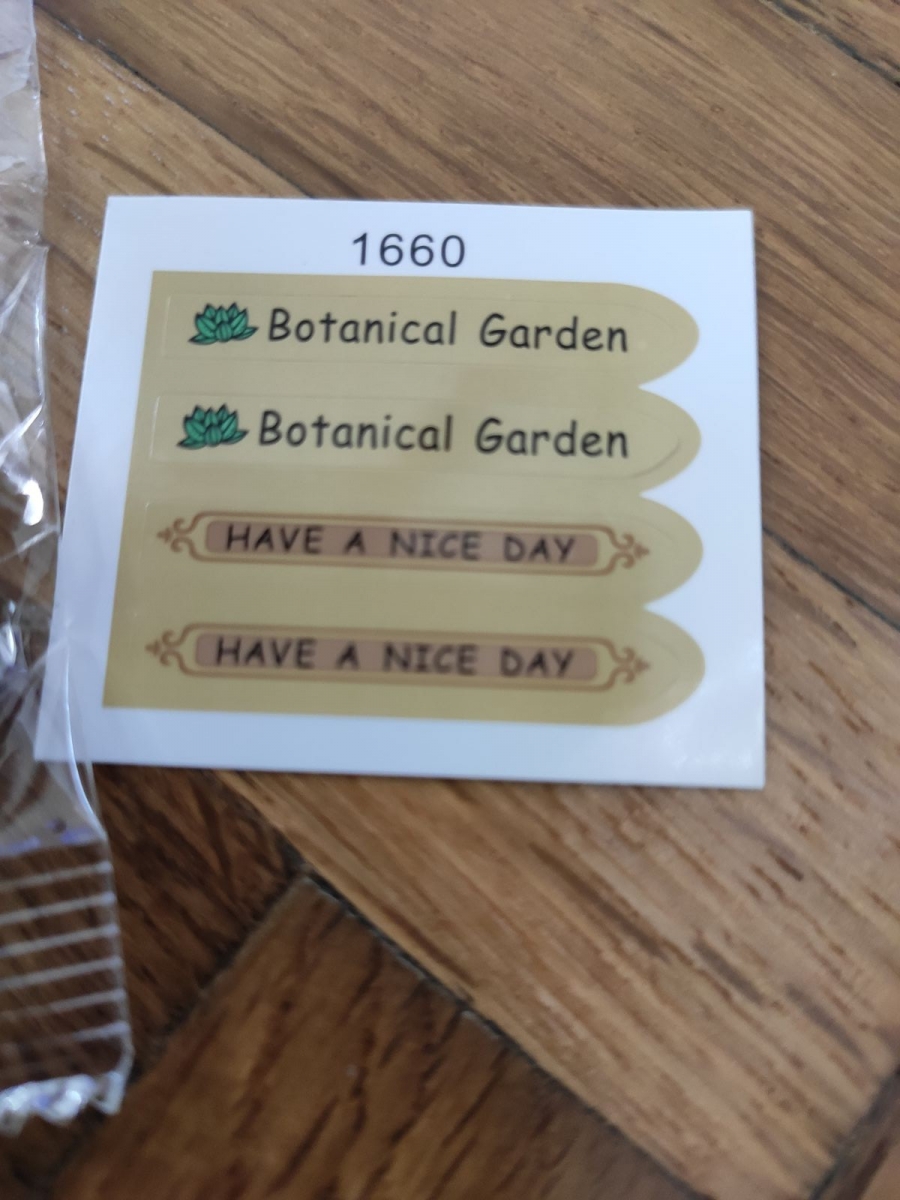 1660
Botanical Garden
Botanical Garden
HAVE A NICE DAY
HAVE A NICE DAY